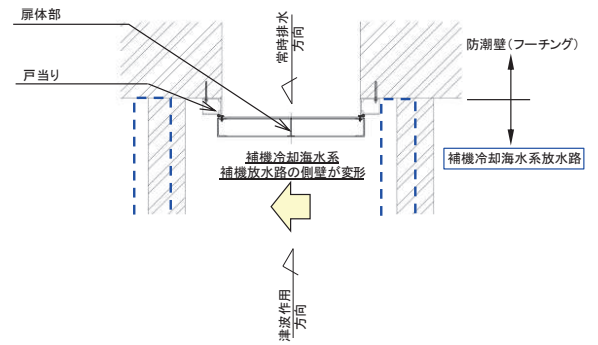 扉体部
戸当り
常時排水
方向
防潮壁(フーチング)
補機冷却海水系放水路
補機冷却海水系
補機放水路の側壁が変形
津波作用
方向